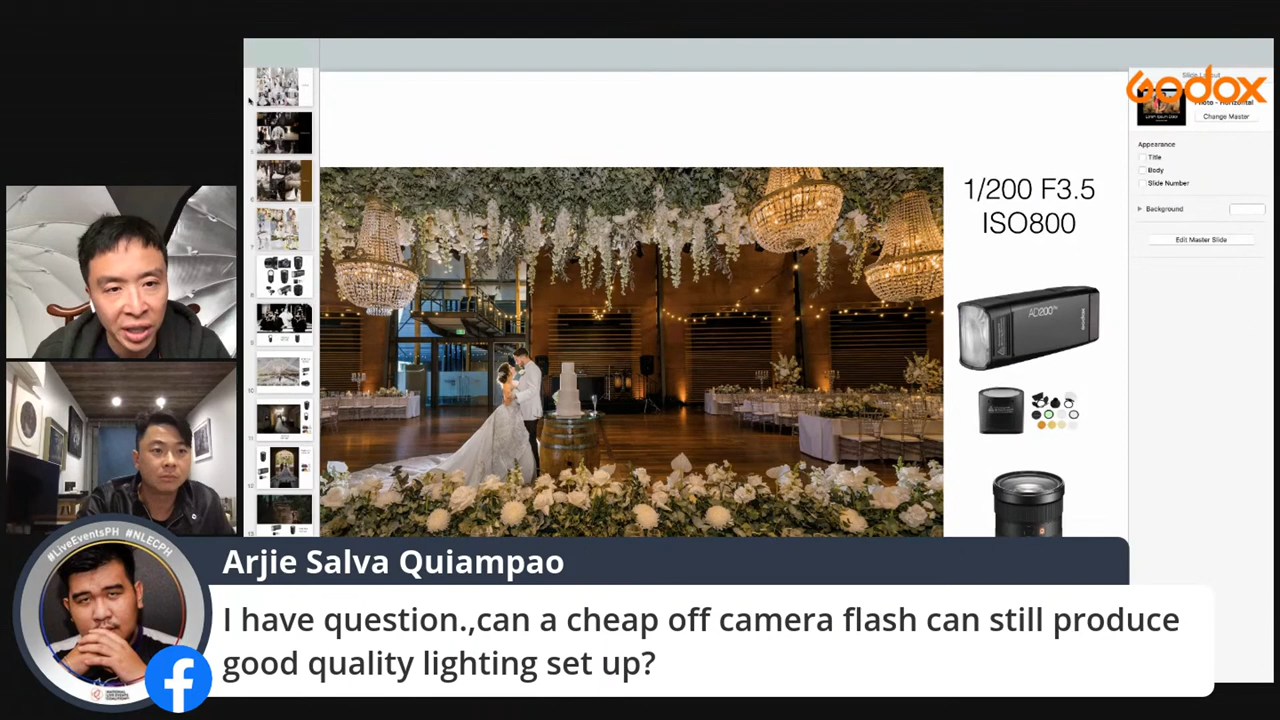 Godox
Change Master
Appearance
Title
Body
Slide Number
Background
Edit Master Slide
1/200 F3.5
ISO800
AD200
Godox
#LiveEventsPH #NLECPH
Arjie Salva Quiampao
I have question.,can a cheap off camera flash can still produce
good quality lighting set up?